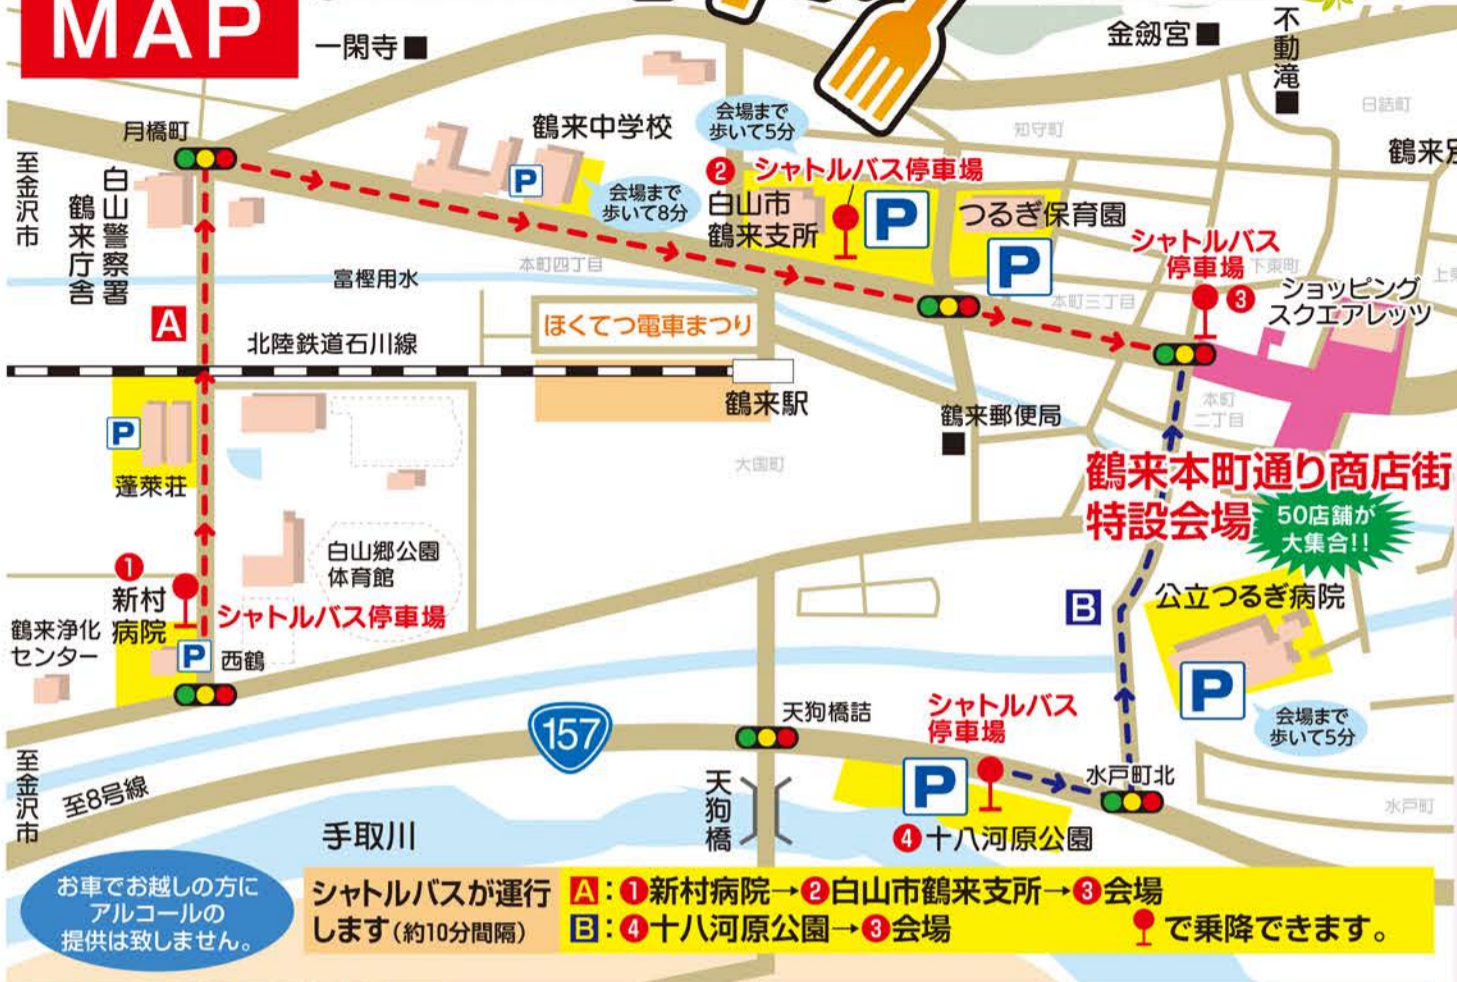 MAP
一閑寺
金劔宮
不動滝
日詰町
知守町
月橋町
至金沢市
白山警察署
鶴来庁舎
鶴来中学校
P
会場まで
歩いて8分
会場まで
歩いて5分
❷ シャトルバス停車場
白山市
鶴来支所
P
つるぎ保育園
P
シャトルバス
停車場
❸
下東町
ショッピング
スクエアレッツ
本町四丁目
本町三丁目
富樫用水
A
北陸鉄道石川線
ほくてつ電車まつり
鶴来駅
鶴来郵便局
本町
二丁目
大国町
P
蓬萊荘
鶴来本町通り商店街
特設会場
50店舗が
大集合!!
白山郷公園
体育館
❶
新村
病院
シャトルバス停車場
鶴来浄化
センター
P
西鶴
B
公立つるぎ病院
P
会場まで
歩いて5分
157
天狗橋詰
シャトルバス
停車場
P
水戸町北
水戸町
至金沢市
至8号線
手取川
天狗橋
❹十八河原公園
お車でお越しの方に
アルコールの
提供は致しません。
シャトルバスが運行
します(約10分間隔)
A:❶新村病院→❷白山市鶴来支所→❸会場
B:❹十八河原公園→❸会場
で乗降できます。